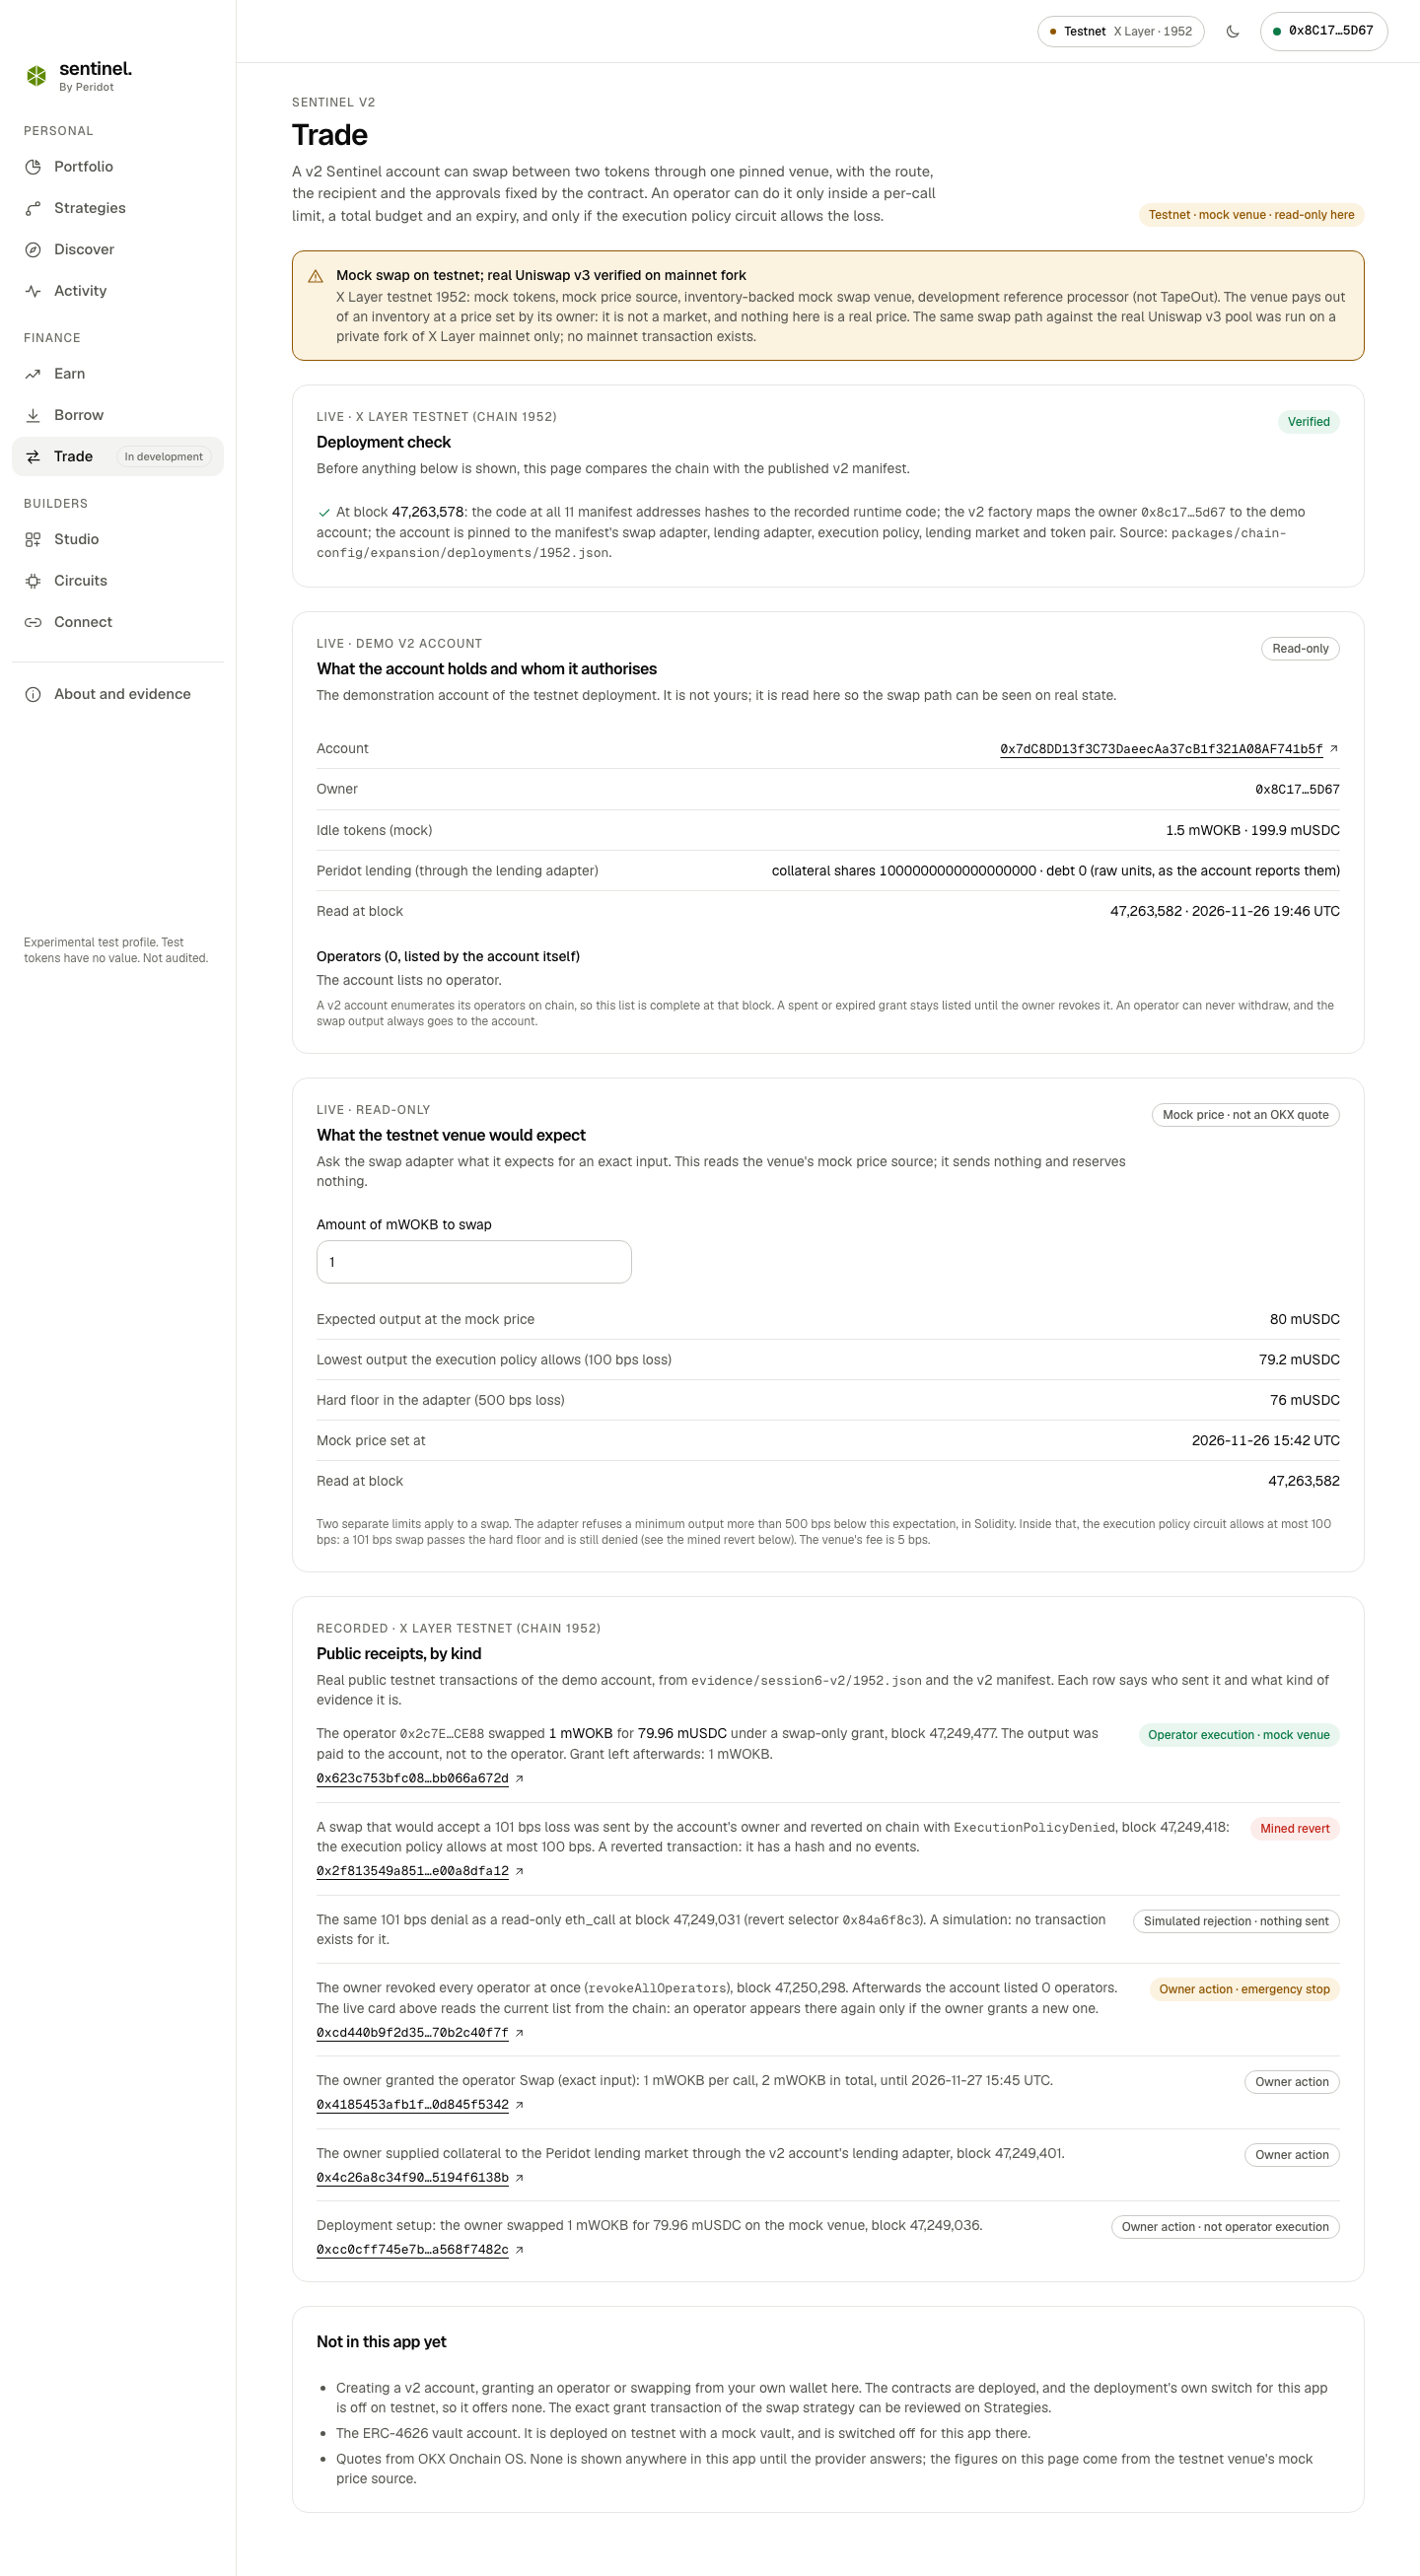 Testnet X Layer · 1952
0x8C17…5D67
sentinel.
By Peridot
PERSONAL
Portfolio
Strategies
Discover
Activity
FINANCE
Earn
Borrow
Trade In development
BUILDERS
Studio
Circuits
Connect
About and evidence
Experimental test profile. Test
tokens have no value. Not audited.
SENTINEL V2
Trade
A v2 Sentinel account can swap between two tokens through one pinned venue, with the route,
the recipient and the approvals fixed by the contract. An operator can do it only inside a per-call
limit, a total budget and an expiry, and only if the execution policy circuit allows the loss.
Testnet · mock venue · read-only here
Mock swap on testnet; real Uniswap v3 verified on mainnet fork
X Layer testnet 1952: mock tokens, mock price source, inventory-backed mock swap venue, development reference processor (not TapeOut). The venue pays out
of an inventory at a price set by its owner: it is not a market, and nothing here is a real price. The same swap path against the real Uniswap v3 pool was run on a
private fork of X Layer mainnet only; no mainnet transaction exists.
LIVE · X LAYER TESTNET (CHAIN 1952)
Verified
Deployment check
Before anything below is shown, this page compares the chain with the published v2 manifest.
At block 47,263,578: the code at all 11 manifest addresses hashes to the recorded runtime code; the v2 factory maps the owner 0x8c17…5d67 to the demo
account; the account is pinned to the manifest's swap adapter, lending adapter, execution policy, lending market and token pair. Source: packages/chain-
config/expansion/deployments/1952.json.
LIVE · DEMO V2 ACCOUNT
Read-only
What the account holds and whom it authorises
The demonstration account of the testnet deployment. It is not yours; it is read here so the swap path can be seen on real state.
Account 0x7dC8DD13f3C73DaeecAa37cB1f321A08AF741b5f
Owner 0x8C17…5D67
Idle tokens (mock) 1.5 mWOKB · 199.9 mUSDC
Peridot lending (through the lending adapter) collateral shares 1000000000000000000 · debt 0 (raw units, as the account reports them)
Read at block 47,263,582 · 2026-11-26 19:46 UTC
Operators (0, listed by the account itself)
The account lists no operator.
A v2 account enumerates its operators on chain, so this list is complete at that block. A spent or expired grant stays listed until the owner revokes it. An operator can never withdraw, and the
swap output always goes to the account.
LIVE · READ-ONLY
Mock price · not an OKX quote
What the testnet venue would expect
Ask the swap adapter what it expects for an exact input. This reads the venue's mock price source; it sends nothing and reserves
nothing.
Amount of mWOKB to swap
1
Expected output at the mock price 80 mUSDC
Lowest output the execution policy allows (100 bps loss) 79.2 mUSDC
Hard floor in the adapter (500 bps loss) 76 mUSDC
Mock price set at 2026-11-26 15:42 UTC
Read at block 47,263,582
Two separate limits apply to a swap. The adapter refuses a minimum output more than 500 bps below this expectation, in Solidity. Inside that, the execution policy circuit allows at most 100
bps: a 101 bps swap passes the hard floor and is still denied (see the mined revert below). The venue's fee is 5 bps.
RECORDED · X LAYER TESTNET (CHAIN 1952)
Public receipts, by kind
Real public testnet transactions of the demo account, from evidence/session6-v2/1952.json and the v2 manifest. Each row says who sent it and what kind of
evidence it is.
The operator 0x2c7E…CE88 swapped 1 mWOKB for 79.96 mUSDC under a swap-only grant, block 47,249,477. The output was
paid to the account, not to the operator. Grant left afterwards: 1 mWOKB.
Operator execution · mock venue
0x623c753bfc08…bb066a672d
A swap that would accept a 101 bps loss was sent by the account's owner and reverted on chain with ExecutionPolicyDenied, block 47,249,418:
the execution policy allows at most 100 bps. A reverted transaction: it has a hash and no events.
Mined revert
0x2f813549a851…e00a8dfa12
The same 101 bps denial as a read-only eth_call at block 47,249,031 (revert selector 0x84a6f8c3). A simulation: no transaction
exists for it.
Simulated rejection · nothing sent
The owner revoked every operator at once (revokeAllOperators), block 47,250,298. Afterwards the account listed 0 operators.
The live card above reads the current list from the chain: an operator appears there again only if the owner grants a new one.
Owner action · emergency stop
0xcd440b9f2d35…70b2c40f7f
The owner granted the operator Swap (exact input): 1 mWOKB per call, 2 mWOKB in total, until 2026-11-27 15:45 UTC.
Owner action
0x4185453afb1f…0d845f5342
The owner supplied collateral to the Peridot lending market through the v2 account's lending adapter, block 47,249,401.
Owner action
0x4c26a8c34f90…5194f6138b
Deployment setup: the owner swapped 1 mWOKB for 79.96 mUSDC on the mock venue, block 47,249,036.
Owner action · not operator execution
0xcc0cff745e7b…a568f7482c
Not in this app yet
Creating a v2 account, granting an operator or swapping from your own wallet here. The contracts are deployed, and the deployment's own switch for this app
is off on testnet, so it offers none. The exact grant transaction of the swap strategy can be reviewed on Strategies.
The ERC-4626 vault account. It is deployed on testnet with a mock vault, and is switched off for this app there.
Quotes from OKX Onchain OS. None is shown anywhere in this app until the provider answers; the figures on this page come from the testnet venue's mock
price source.